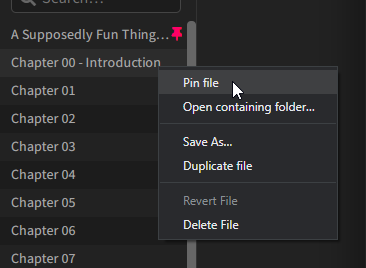 Search...
A Supposedly Fun Thing...
Chapter 00 - Introduction
Chapter 01
Chapter 02
Chapter 03
Chapter 04
Chapter 05
Chapter 06
Chapter 07
Pin file
Open containing folder...
Save As...
Duplicate file
Revert File
Delete File